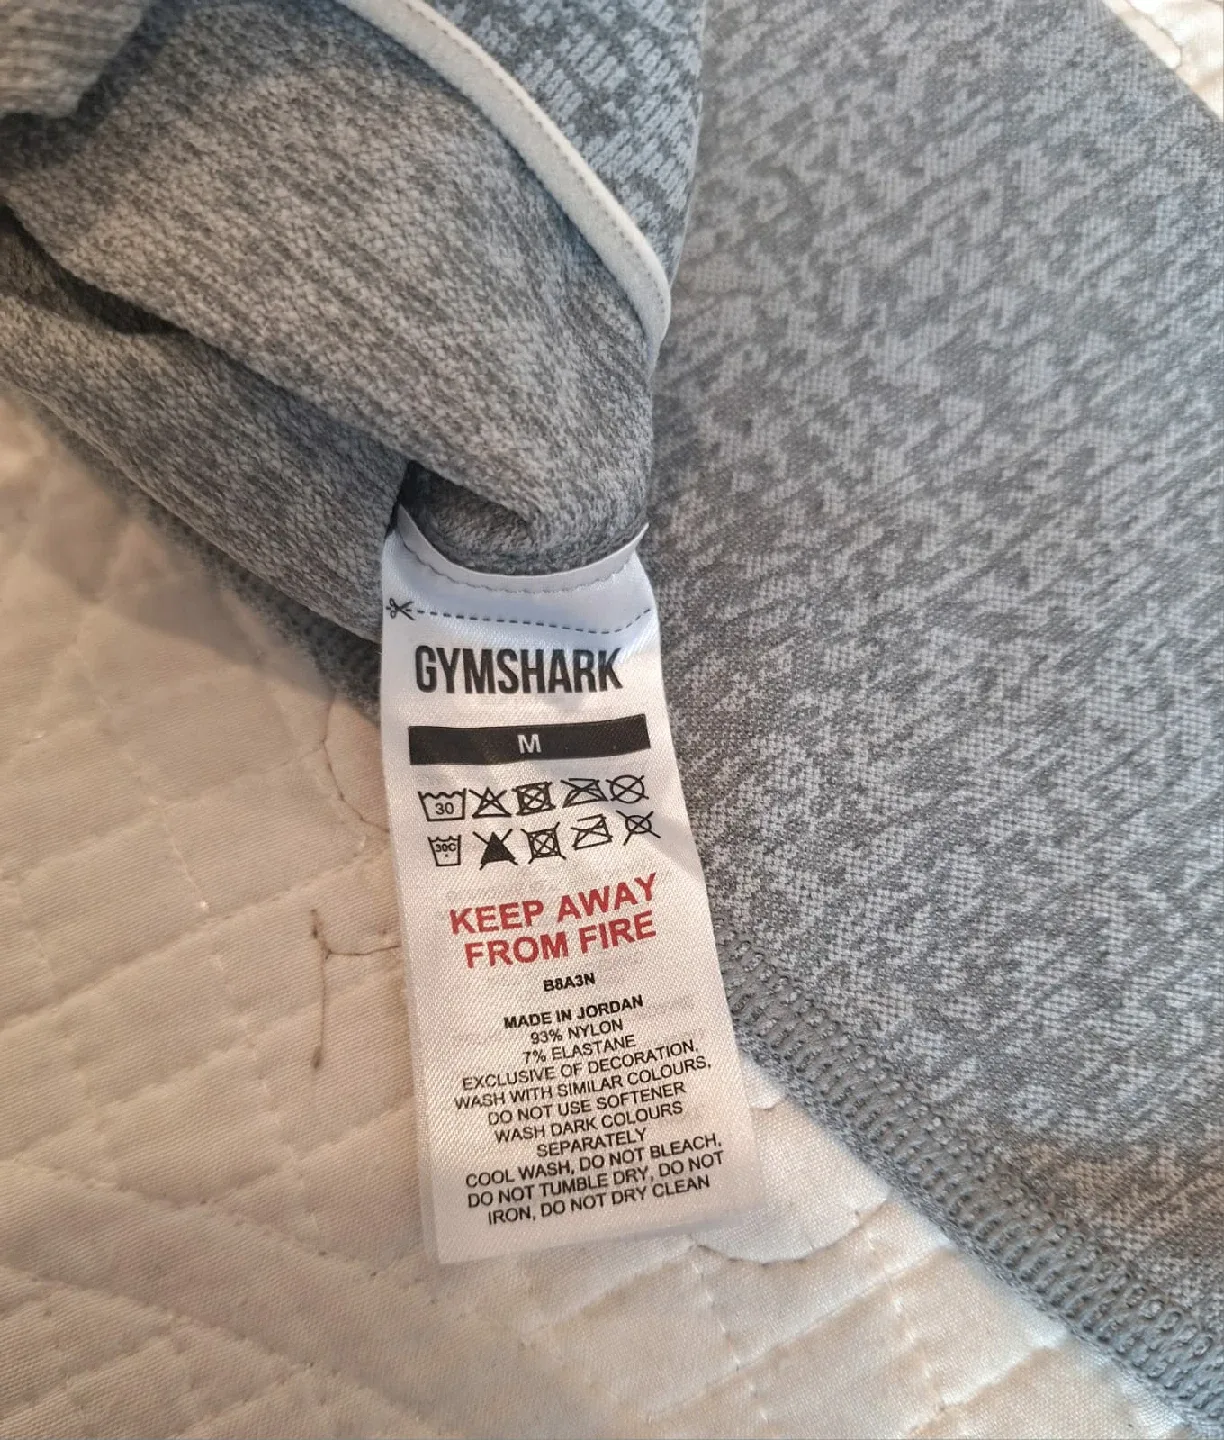 GYMSHARK
M
30
30C
KEEP AWAY
FROM FIRE
B8A3N
MADE IN JORDAN
93% NYLON
7% ELASTANE
EXCLUSIVE OF DECORATION,
WASH WITH SIMILAR COLOURS,
DO NOT USE SOFTENER
WASH DARK COLOURS
SEPARATELY
COOL WASH, DO NOT BLEACH,
DO NOT TUMBLE DRY, DO NOT
IRON, DO NOT DRY CLEAN